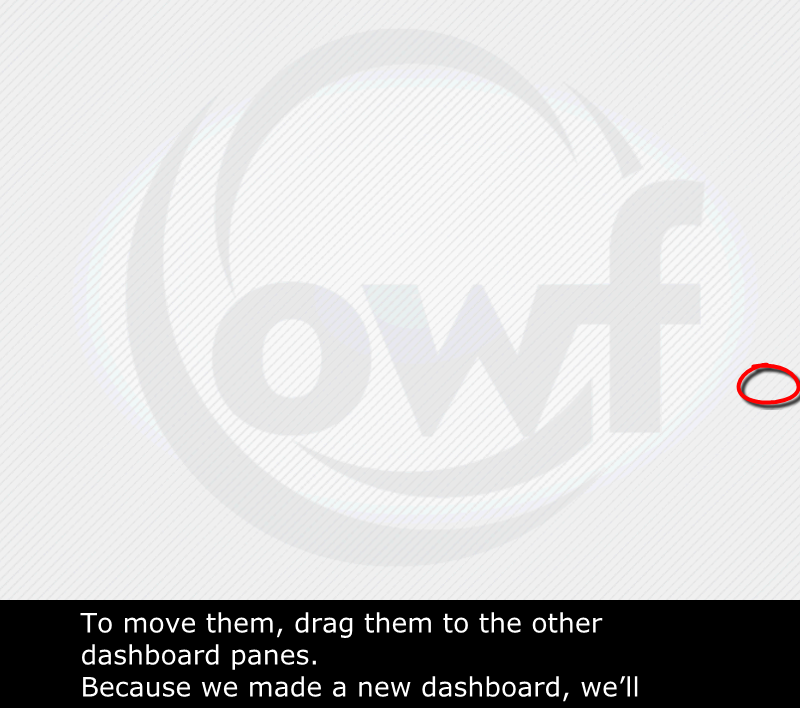 owf
To move them, drag them to the other
dashboard panes.
Because we made a new dashboard, we’ll